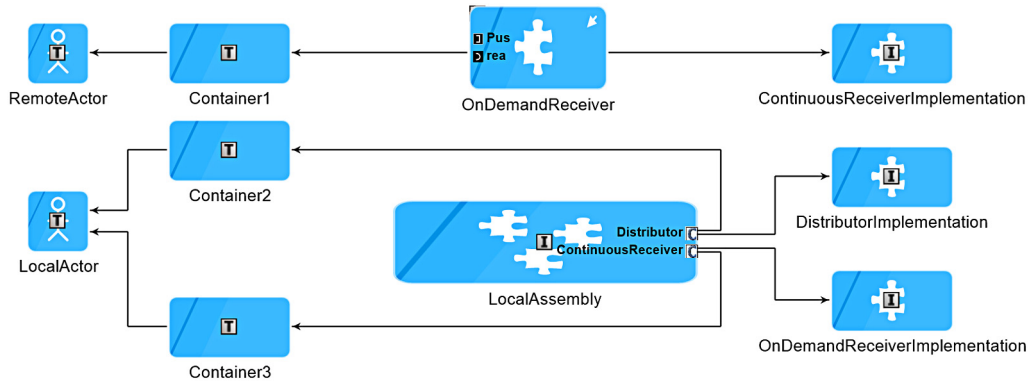 T
RemoteActor
T
Container1
Pus
rea
OnDemandReceiver
I
ContinuousReceiverImplementation
T
Container2
T
LocalActor
Distributor
I
ContinuousReceiver
LocalAssembly
I
DistributorImplementation
T
Container3
I
OnDemandReceiverImplementation